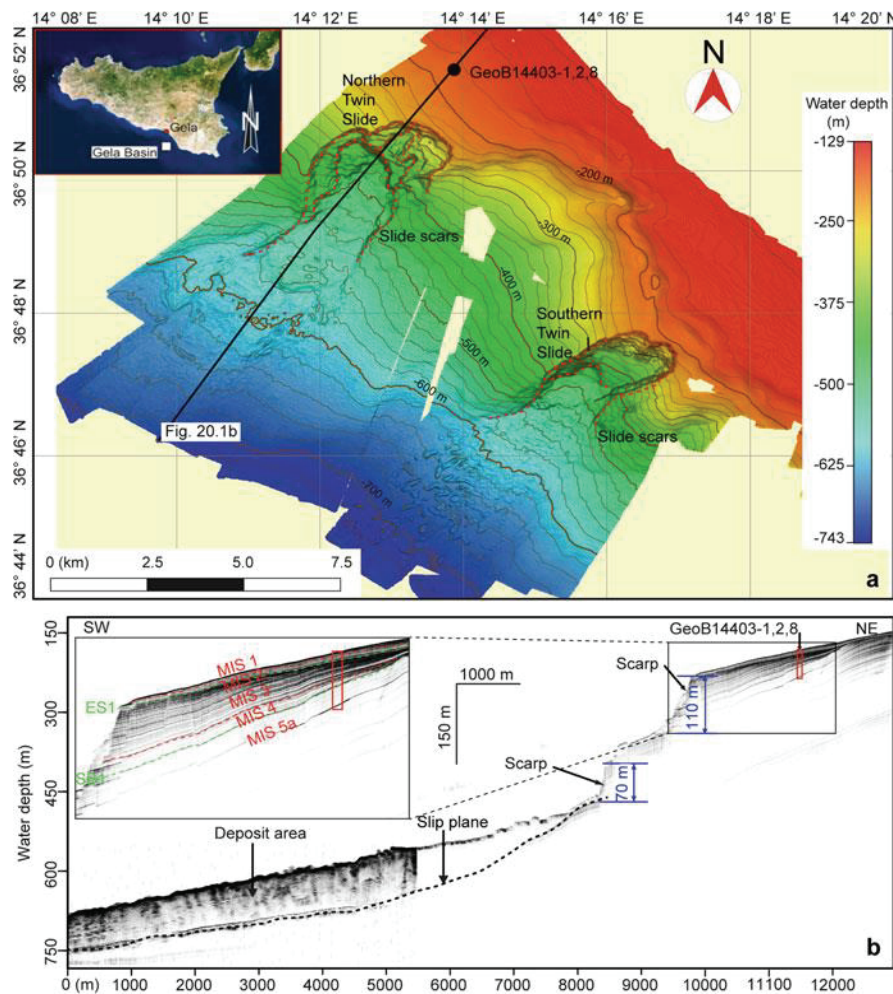 14° 08' 14° 10' 14° 12' 14° 14' E 14° 16' 14° 18' 14° 20'
36° 52' N
36° 50' N
36° 48' N
36° 46' N
36° 44' N
Gela
Gela Basin
N
Northern
Twin
Slide
GeoB14403-1,2,8
N
Water depth
(m)
-129
-250
-375
-500
-625
-743
-200 m
-300 m
-400 m
-500 m
-600 m
-700 m
Slide scars
Southern
Twin
Slide
Slide scars
Fig. 20.1b
0 (km) 2.5 5.0 7.5
a
SW
GeoB14403-1,2,8 NE
Water depth (m)
150
300
450
600
750
MIS 1
MIS 3
MIS 4
MIS 5a
ES1
1000 m
150 m
Scarp
110 m
Scarp
70 m
Deposit area
Slip plane
b
0 (m) 1000 2000 3000 4000 5000 6000 7000 8000 9000 10000 11100 12000